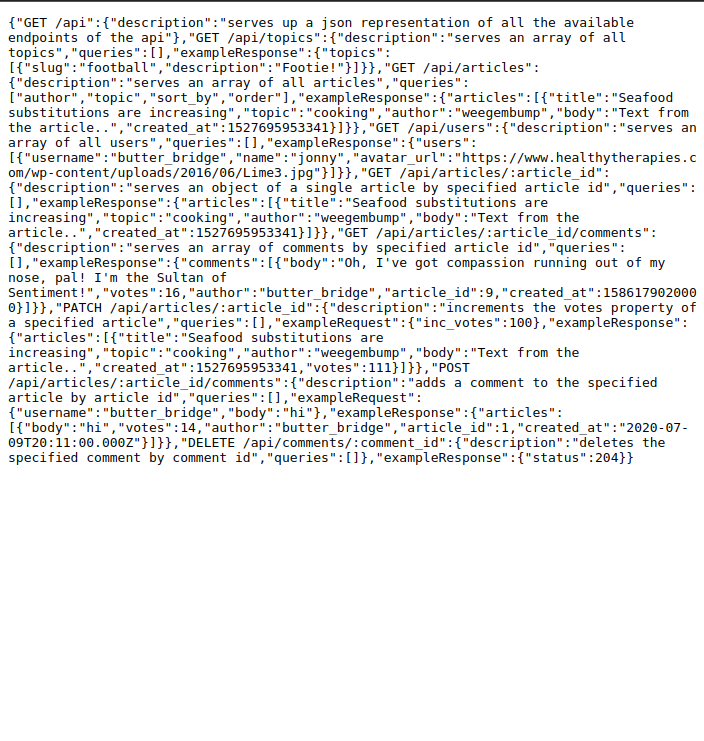 {"GET /api":{"description":"serves up a json representation of all the available
endpoints of the api"},"GET /api/topics":{"description":"serves an array of all
topics","queries":[],"exampleResponse":{"topics":
[{"slug":"football","description":"Footie!"}]}},"GET /api/articles":
{"description":"serves an array of all articles","queries":
["author","topic","sort_by","order"],"exampleResponse":{"articles":[{"title":"Seafood
substitutions are increasing","topic":"cooking","author":"weegembump","body":"Text from
the article..","created_at":1527695953341}]}},"GET /api/users":{"description":"serves an
array of all users","queries":[],"exampleResponse":{"users":
[{"username":"butter_bridge","name":"jonny","avatar_url":"https://www.healthytherapies.c
om/wp-content/uploads/2016/06/Lime3.jpg"}]}},"GET /api/articles/:article_id":
{"description":"serves an object of a single article by specified article id","queries":
[],"exampleResponse":{"articles":[{"title":"Seafood substitutions are
increasing","topic":"cooking","author":"weegembump","body":"Text from the
article..","created_at":1527695953341}]}},"GET /api/articles/:article_id/comments":
{"description":"serves an array of comments by specified article id","queries":
[],"exampleResponse":{"comments":[{"body":"Oh, I've got compassion running out of my
nose, pal! I'm the Sultan of
Sentiment!","votes":16,"author":"butter_bridge","article_id":9,"created_at":158617902000
0}]}},"PATCH /api/articles/:article_id":{"description":"increments the votes property of
a specified article","queries":[],"exampleRequest":{"inc_votes":100},"exampleResponse":
{"articles":[{"title":"Seafood substitutions are
increasing","topic":"cooking","author":"weegembump","body":"Text from the
article..","created_at":1527695953341,"votes":111}]}},"POST
/api/articles/:article_id/comments":{"description":"adds a comment to the specified
article by article id","queries":[],"exampleRequest":
{"username":"butter_bridge","body":"hi"},"exampleResponse":{"articles":
[{"body":"hi","votes":14,"author":"butter_bridge","article_id":1,"created_at":"2020-07-
09T20:11:00.000Z"}]}},"DELETE /api/comments/:comment_id":{"description":"deletes the
specified comment by comment id","queries":[]},"exampleResponse":{"status":204}}